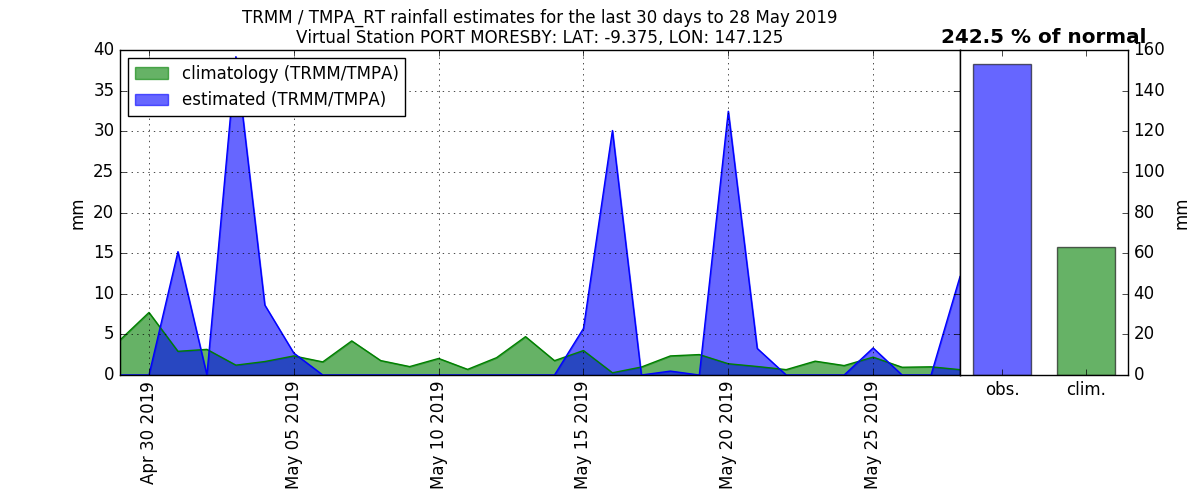 TRMM / TMPA_RT rainfall estimates for the last 30 days to 28 May 2019
Virtual Station PORT MORESBY: LAT: -9.375, LON: 147.125
242.5 % of normal
climatology (TRMM/TMPA)
estimated (TRMM/TMPA)
40
35
30
25
20
15
10
5
0
mm
Apr 30 2019
May 05 2019
May 10 2019
May 15 2019
May 20 2019
May 25 2019
obs.
clim.
160
140
120
100
80
60
40
20
0
mm